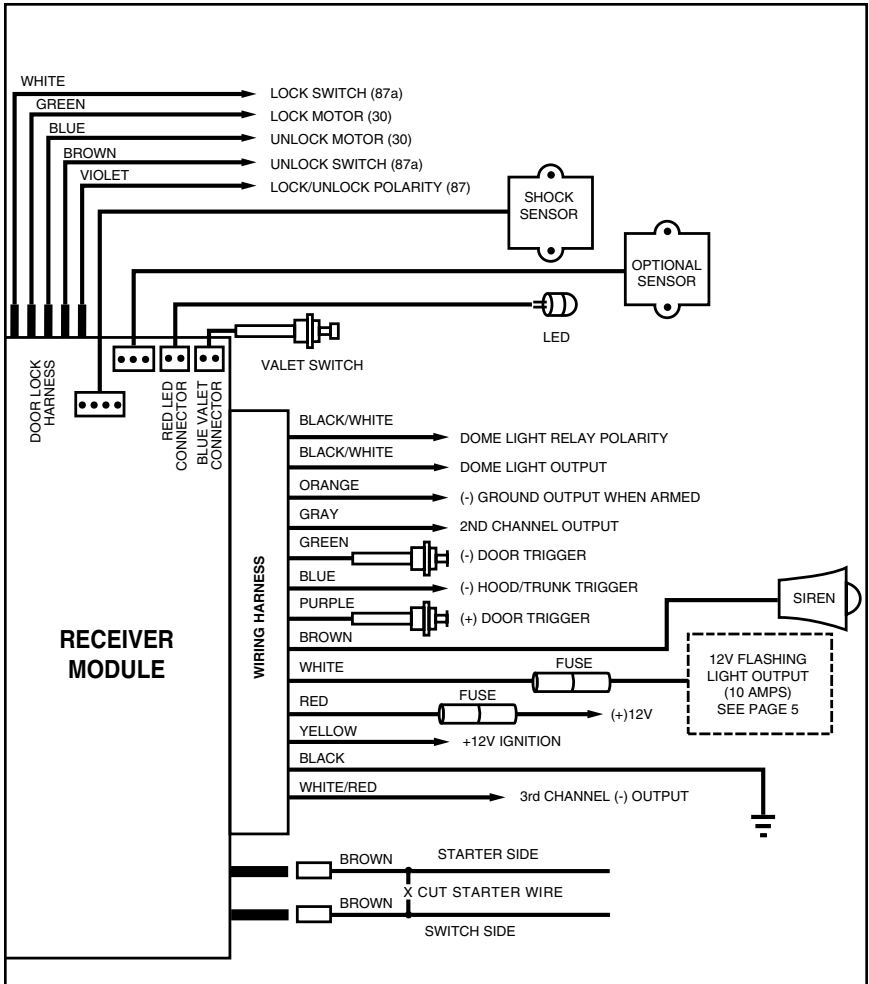 WHITE
LOCK SWITCH (87a)
GREEN
LOCK MOTOR (30)
BLUE
UNLOCK MOTOR (30)
BROWN
UNLOCK SWITCH (87a)
VIOLET
LOCK/UNLOCK POLARITY (87)
SHOCK
SENSOR
OPTIONAL
SENSOR
LED
VALET SWITCH
DOOR LOCK
HARNESS
RED LED
CONNECTOR
BLUE VALET
CONNECTOR
RECEIVER
MODULE
WIRING HARNESS
BLACK/WHITE
DOME LIGHT RELAY POLARITY
BLACK/WHITE
DOME LIGHT OUTPUT
ORANGE
(-) GROUND OUTPUT WHEN ARMED
GRAY
2ND CHANNEL OUTPUT
GREEN
(-) DOOR TRIGGER
BLUE
(-) HOOD/TRUNK TRIGGER
PURPLE
(+) DOOR TRIGGER
BROWN
SIREN
WHITE
FUSE
12V FLASHING
LIGHT OUTPUT
(10 AMPS)
SEE PAGE 5
RED
FUSE
(+)12V
YELLOW
+12V IGNITION
BLACK
WHITE/RED
3rd CHANNEL (-) OUTPUT
BROWN
STARTER SIDE
X CUT STARTER WIRE
BROWN
SWITCH SIDE